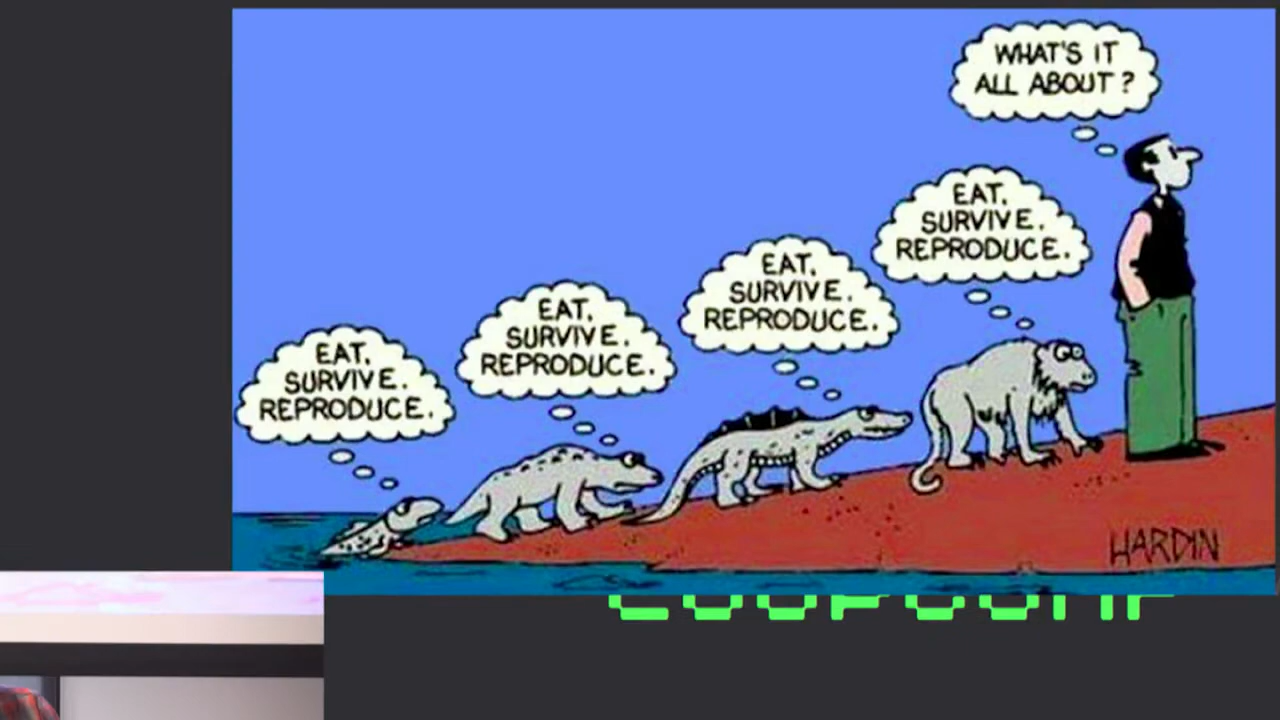 WHAT'S IT
ALL ABOUT?
EAT.
SURVIVE.
REPRODUCE.
EAT.
SURVIVE.
REPRODUCE.
EAT.
SURVIVE.
REPRODUCE.
EAT.
SURVIVE.
REPRODUCE.
HARDIN